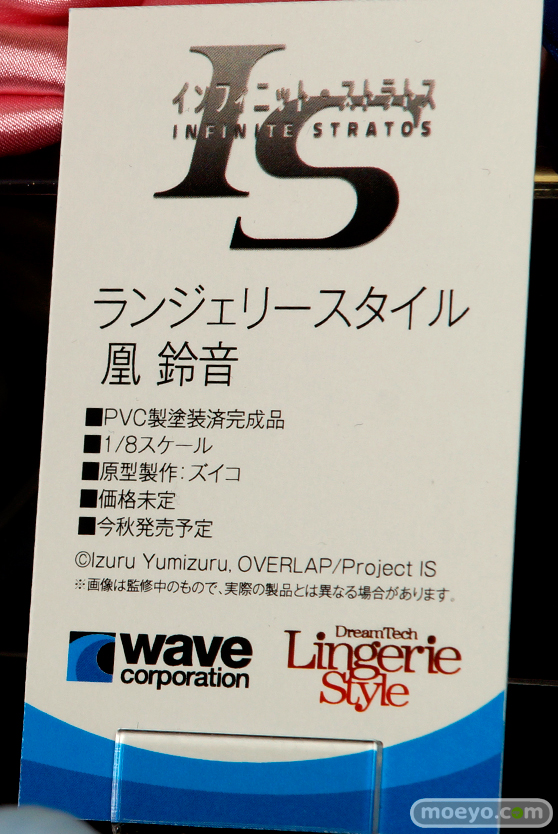 IS
インフィニット・ストラトス
INFINITE STRATOS
ランジェリースタイル
凰 鈴音
■PVC製塗装済完成品
■1/8スケール
■原型製作：ズイコ
■価格未定
■今秋発売予定
©Izuru Yumizuru, OVERLAP/Project IS
※画像は監修中のもので、実際の製品とは異なる場合があります。
wave
corporation
DreamTech
Lingerie
Style
moeyo.com